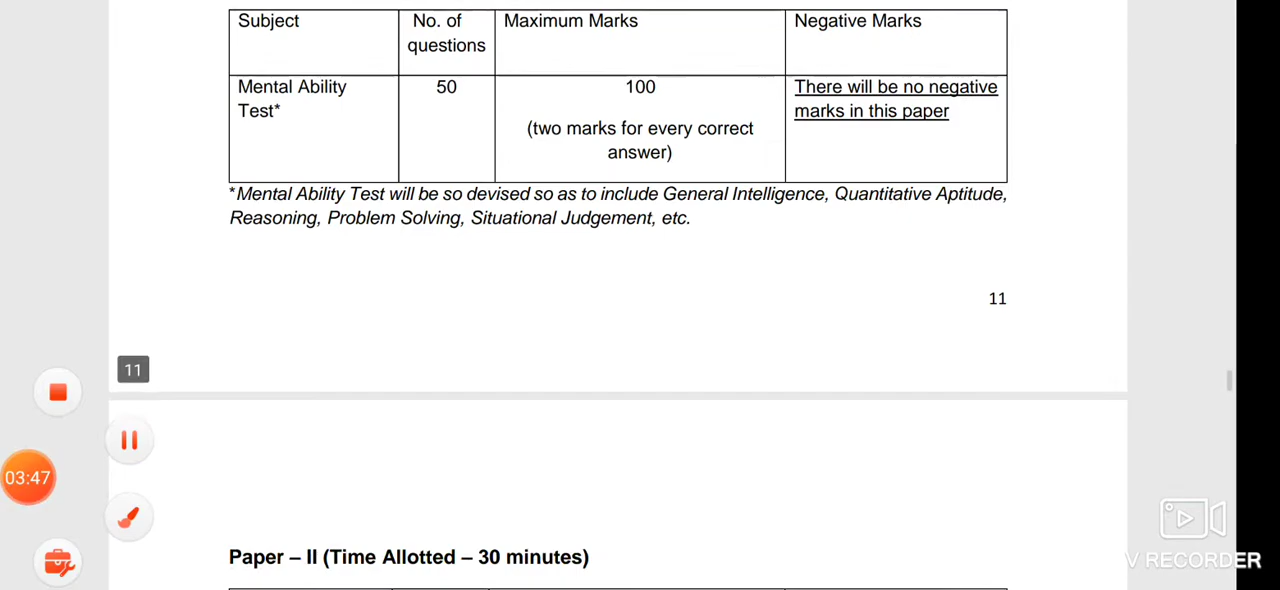 Subject No. of Maximum Marks Negative Marks
questions
Mental Ability 50 100 There will be no negative
Test* marks in this paper
(two marks for every correct
answer)
*Mental Ability Test will be so devised so as to include General Intelligence, Quantitative Aptitude,
Reasoning, Problem Solving, Situational Judgement, etc.
11
11
03:47
V RECORDER
Paper – II (Time Allotted – 30 minutes)